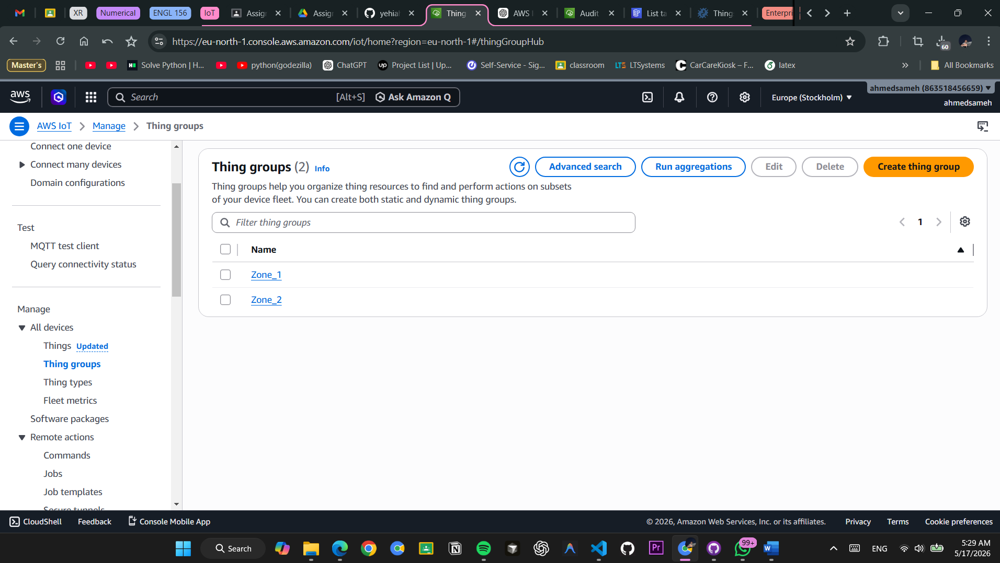 XR
Numerical
ENGL 156
IoT
Assign
Assign
yehial
Thing
AWS I
Audit
List ta
Thing
Enterpri
https://eu-north-1.console.aws.amazon.com/iot/home?region=eu-north-1#/thingGroupHub
60
Master's
Solve Python | H...
python(godezilla)
ChatGPT
Project List | Up...
Self-Service - Sig...
classroom
LTS LTSystems
CarCareKiosk – F...
latex
All Bookmarks
aws
Search
[Alt+S]
Ask Amazon Q
Europe (Stockholm)
ahmedsameh (863518456659)
ahmedsameh
AWS IoT
Manage
Thing groups
Connect one device
Connect many devices
Domain configurations
Test
MQTT test client
Query connectivity status
Manage
All devices
Things Updated
Thing groups
Thing types
Fleet metrics
Software packages
Remote actions
Commands
Jobs
Job templates
Secure tunnels
Thing groups (2) Info
Advanced search
Run aggregations
Edit
Delete
Create thing group
Thing groups help you organize thing resources to find and perform actions on subsets
of your device fleet. You can create both static and dynamic thing groups.
Filter thing groups
1
Name
Zone_1
Zone_2
CloudShell
Feedback
Console Mobile App
© 2026, Amazon Web Services, Inc. or its affiliates.
Privacy
Terms
Cookie preferences
Search
Pr
99+
W
ENG
5:29 AM
5/17/2026